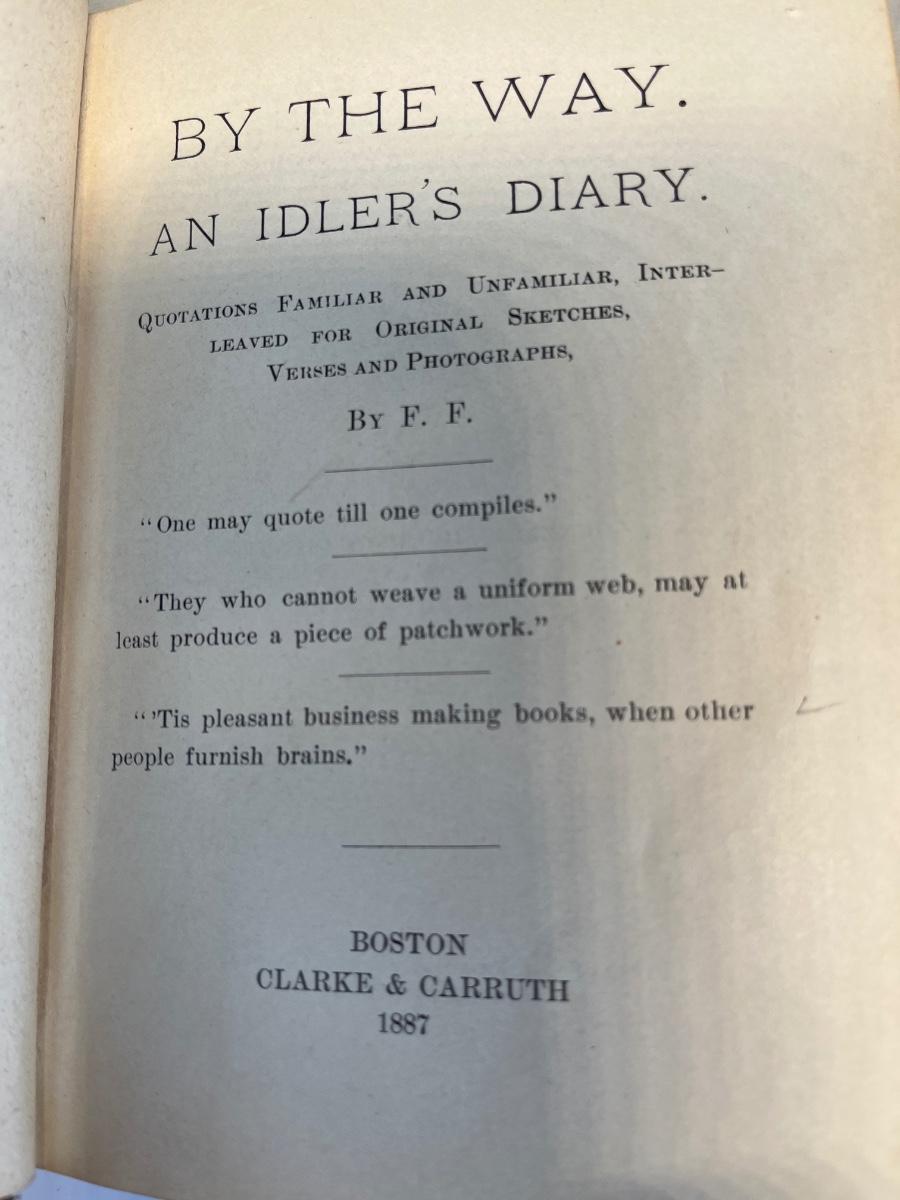 BY THE WAY.
AN IDLER'S DIARY.
QUOTATIONS FAMILIAR AND UNFAMILIAR, INTER-
LEAVED FOR ORIGINAL SKETCHES,
VERSES AND PHOTOGRAPHS,
BY F. F.
"One may quote till one compiles."
"They who cannot weave a uniform web, may at
least produce a piece of patchwork."
"'Tis pleasant business making books, when other
people furnish brains."
BOSTON
CLARKE & CARRUTH
1887